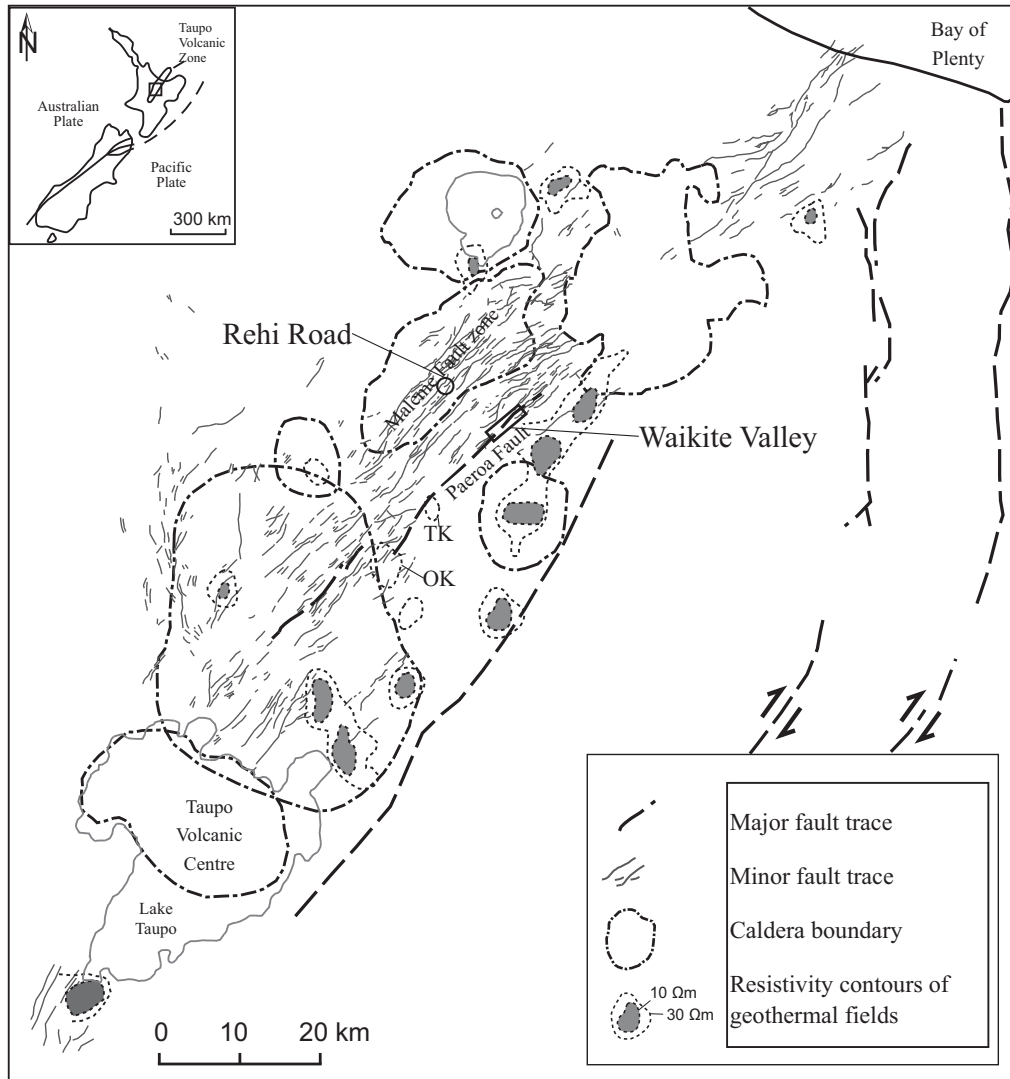 N
Taupo
Volcanic
Zone
Australian
Plate
Pacific
Plate
300 km
Bay of
Plenty
Rehi Road
Maleme Fault zone
Waikite Valley
Paeroa Fault
TK
OK
Taupo
Volcanic
Centre
Lake
Taupo
0 10 20 km
Major fault trace
Minor fault trace
Caldera boundary
Resistivity contours of
geothermal fields
10 Ωm
30 Ωm